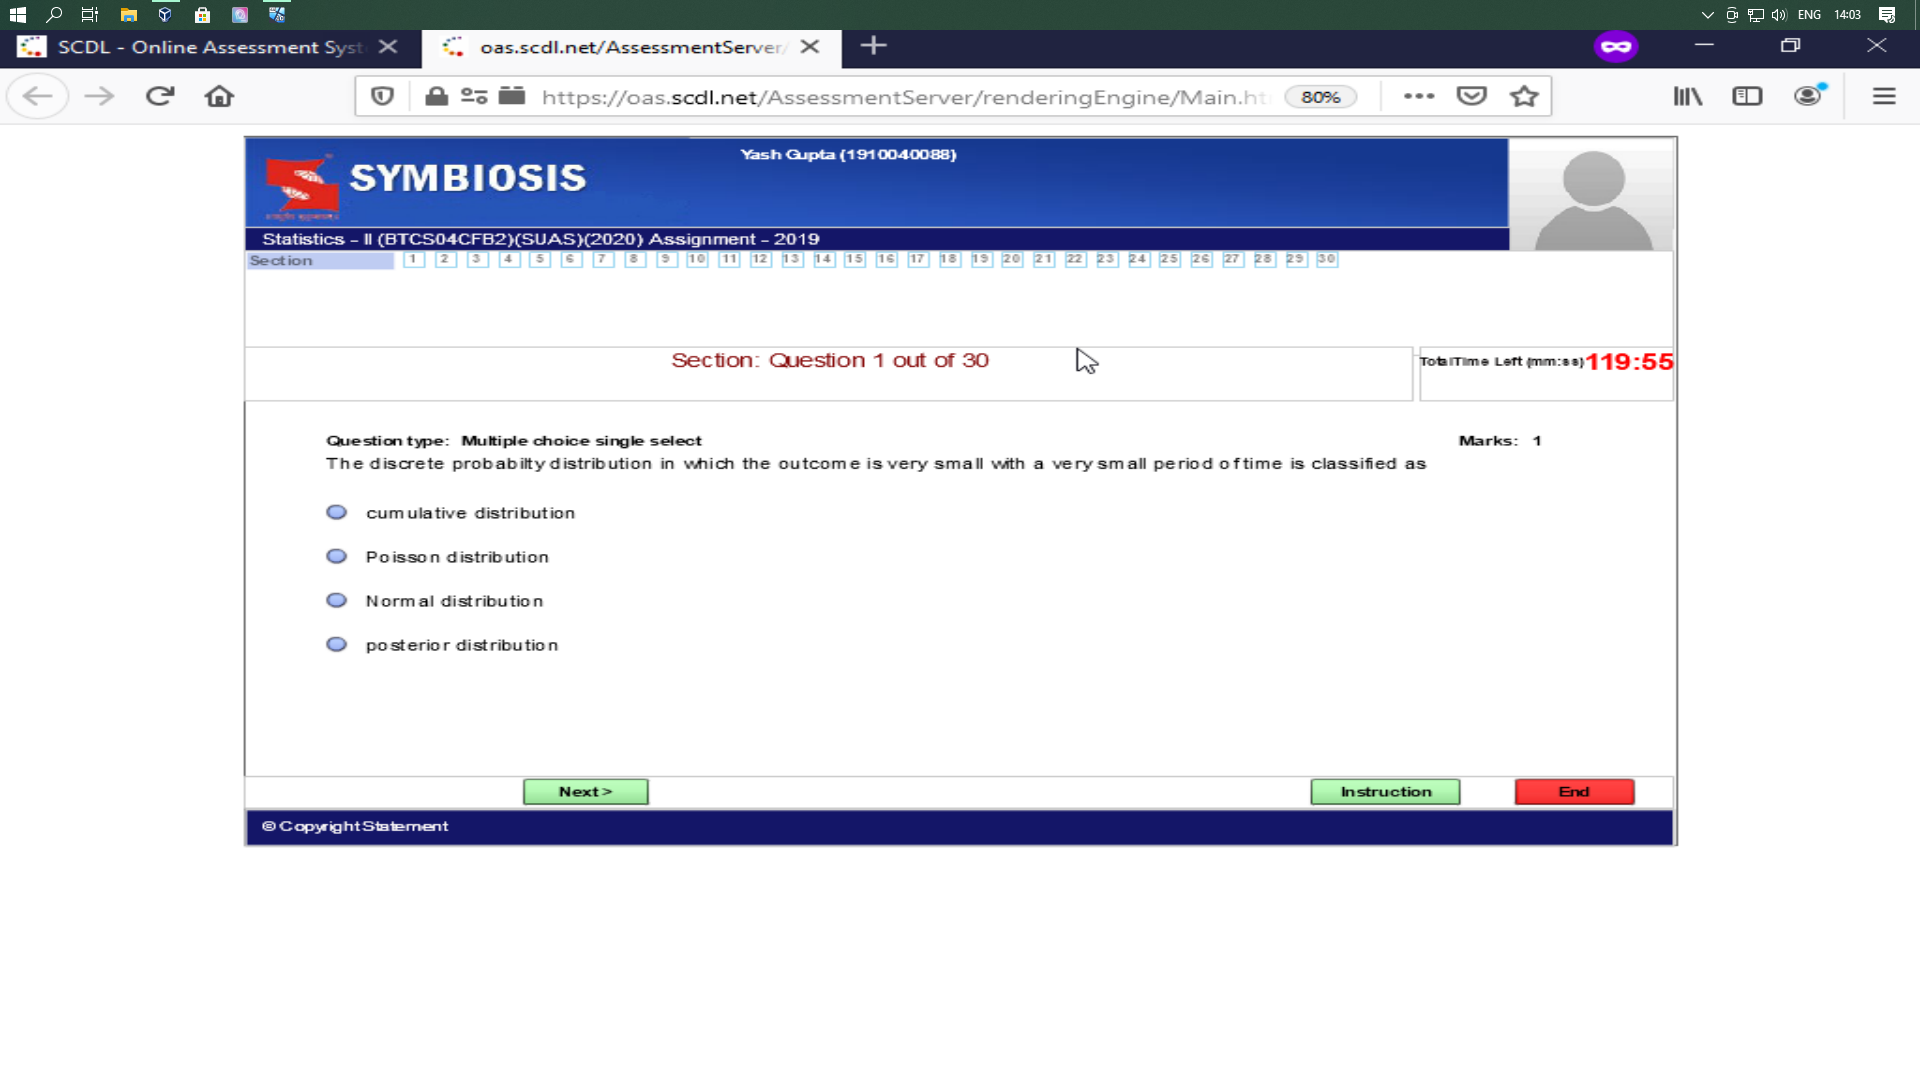 ENG 14:03
SCDL - Online Assessment Syst
oas.scdl.net/AssessmentServer/
https://oas.scdl.net/AssessmentServer/renderingEngine/Main.ht 80%
Yash Gupta (1910040088)
SYMBIOSIS
Statistics - II (BTCS04CFB2)(SUAS)(2020) Assignment - 2019
Section 1 2 3 4 5 6 7 8 9 10 11 12 13 14 15 16 17 18 19 20 21 22 23 24 25 26 27 28 29 30
Section: Question 1 out of 30
Total Time Left (mm:ss) 119:55
Question type: Multiple choice single select Marks: 1
The discrete probabilty distribution in which the outcome is very small with a very small period of time is classified as
cumulative distribution
Poisson distribution
Normal distribution
posterior distribution
Next > Instruction End
© Copyright Statement